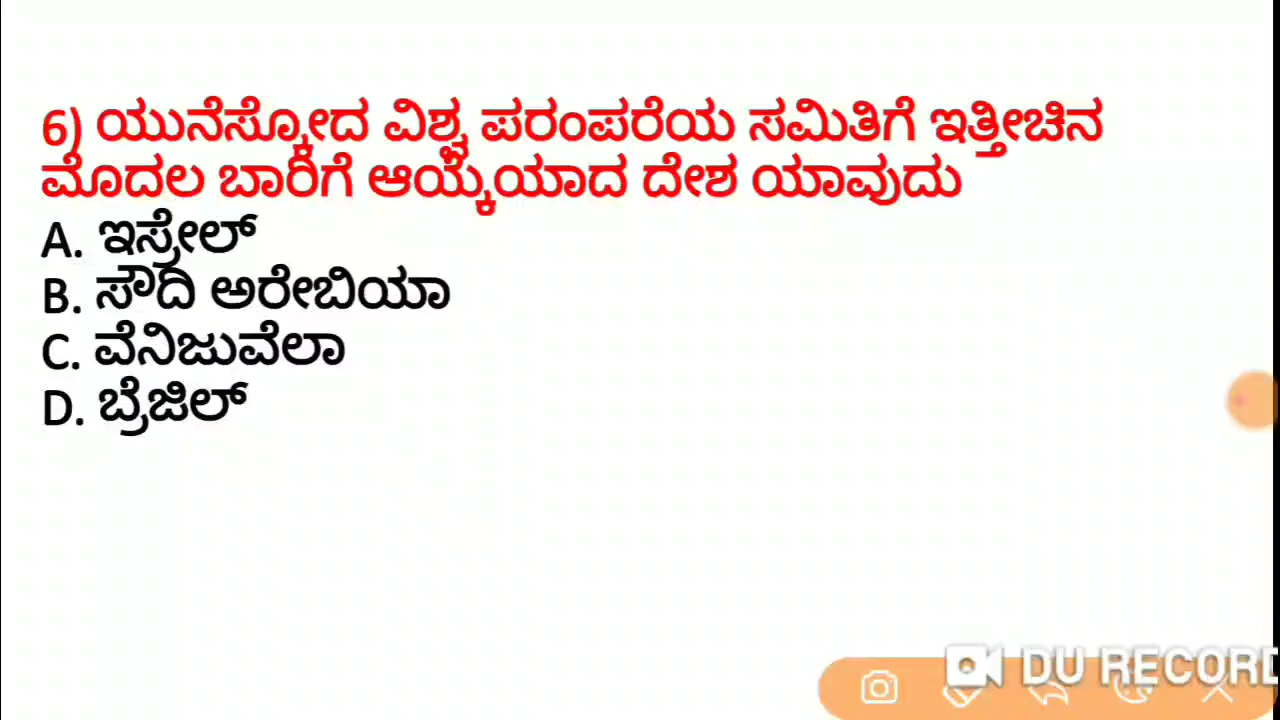 6) ಯುನೆಸ್ಕೋದ ವಿಶ್ವ ಪರಂಪರೆಯ ಸಮಿತಿಗೆ ಇತ್ತೀಚಿನ
ಮೊದಲ ಬಾರಿಗೆ ಆಯ್ಕೆಯಾದ ದೇಶ ಯಾವುದು
A. ಇಸ್ರೇಲ್
B. ಸೌದಿ ಅರೇಬಿಯಾ
C. ವೆನಿಜುವೆಲಾ
D. ಬ್ರೆಜಿಲ್
DU RECORD